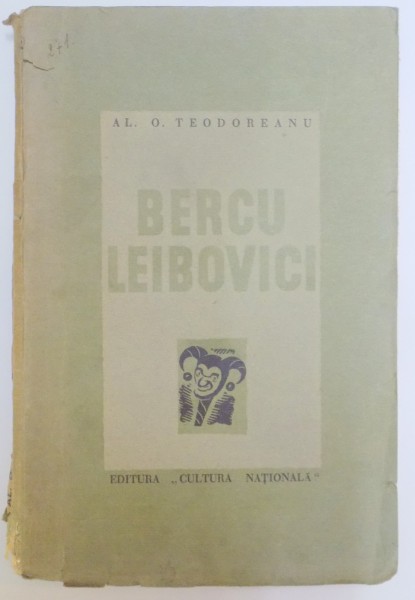 AL. O. TEODOREANU
BERCU
LEIBOVICI
EDITURA „CULTURA NAȚIONALĂ"